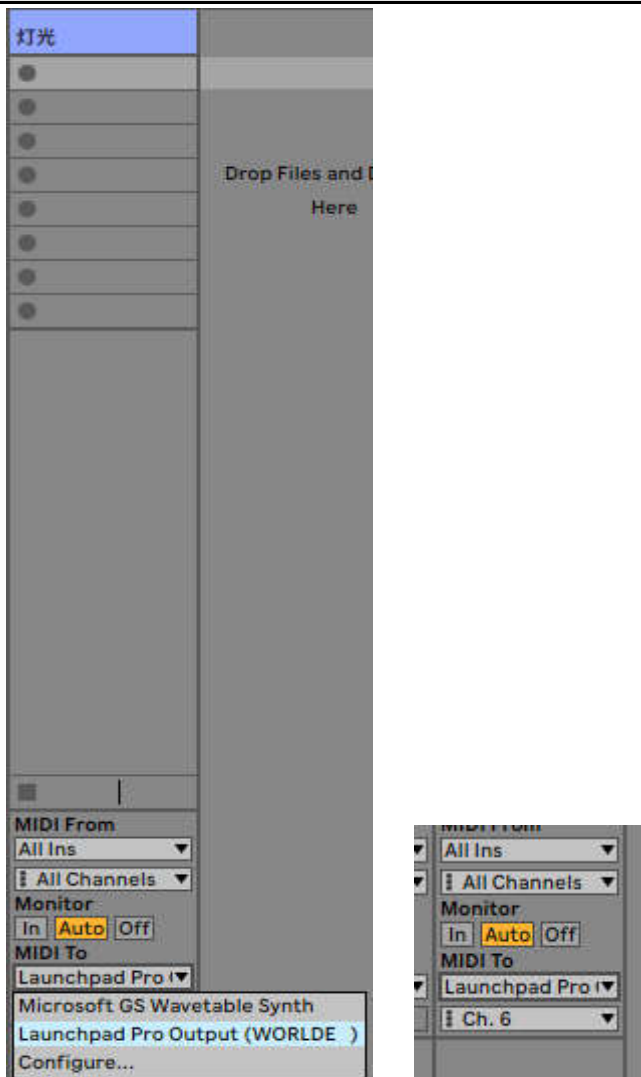 灯光
Drop Files and D
Here
MIDI From
All Ins
All Channels
Monitor
In Auto Off
MIDI To
Launchpad Pro
Microsoft GS Wavetable Synth
Launchpad Pro Output (WORLDE )
Configure...
MIDI From
All Ins
All Channels
Monitor
In Auto Off
MIDI To
Launchpad Pro
Ch. 6